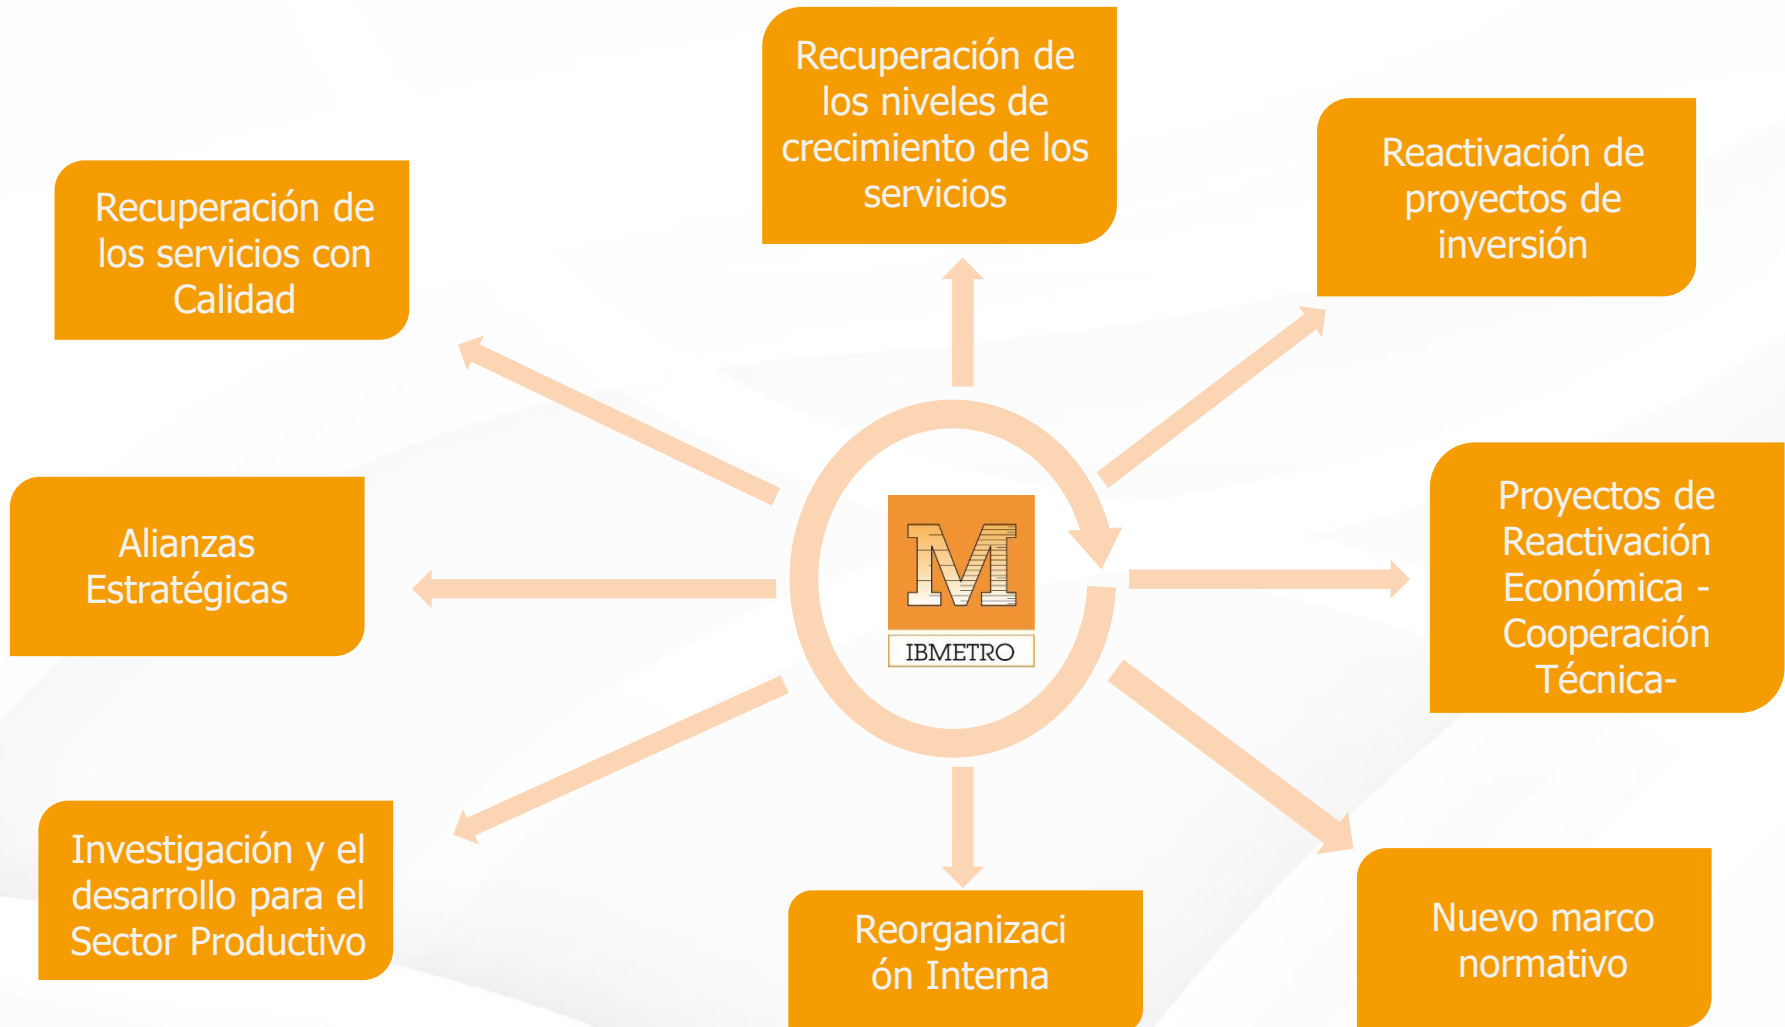 Recuperación de
los niveles de
crecimiento de los
servicios
Reactivación de
proyectos de
inversión
Recuperación de
los servicios con
Calidad
Proyectos de
Reactivación
Económica -
Cooperación
Técnica-
Alianzas
Estratégicas
M
IBMETRO
Investigación y el
desarrollo para el
Sector Productivo
Reorganizaci
ón Interna
Nuevo marco
normativo